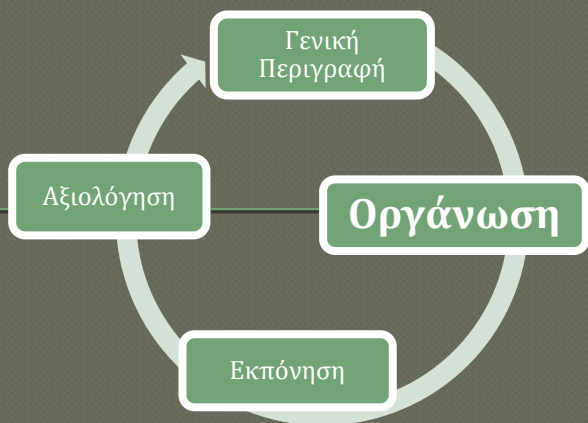 Γενική
Περιγραφή
Οργάνωση
Εκπόνηση
Αξιολόγηση